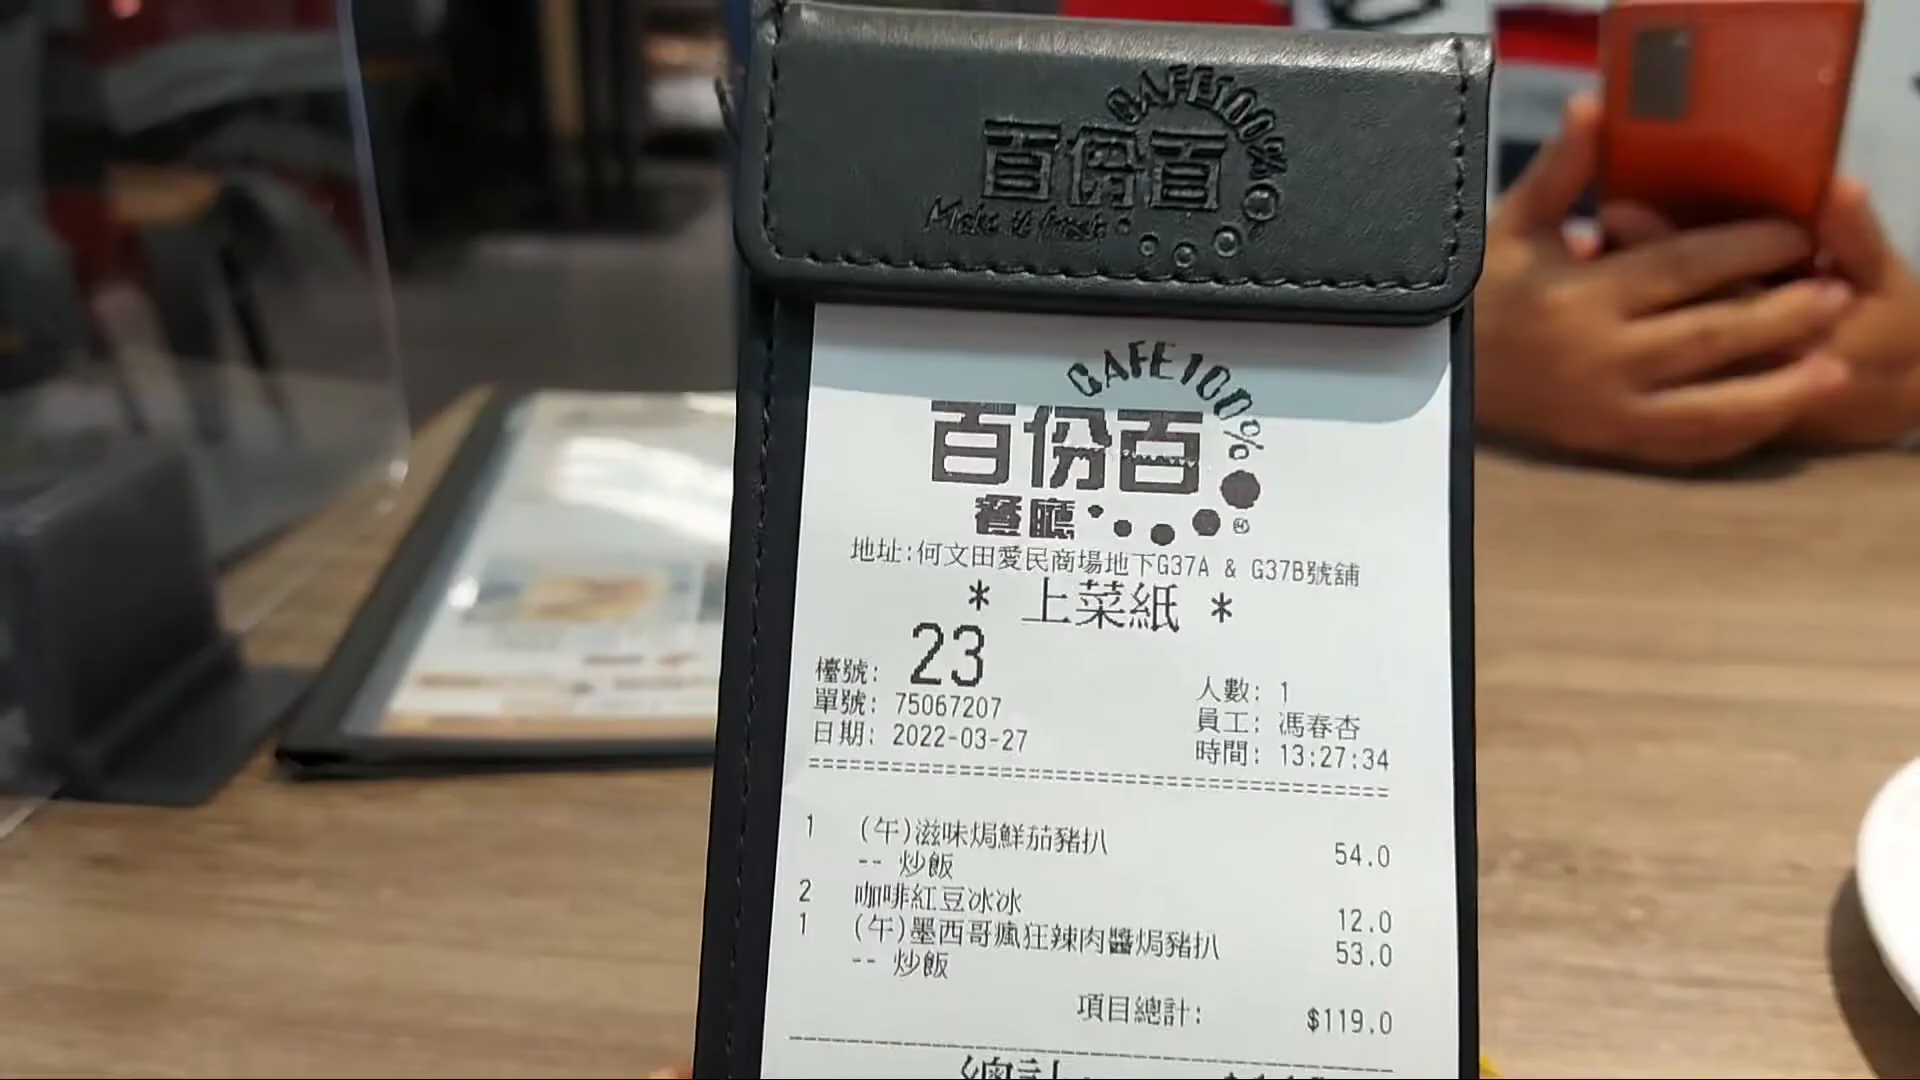 CAFE100%
百份百
Make it fresh
CAFE100%
百份百
餐廳
地址:何文田愛民商場地下G37A & G37B號舖
* 上菜紙 *
檯號: 23
人數: 1
單號: 75067207
員工: 馮春杏
日期: 2022-03-27
時間: 13:27:34
1 (午)滋味焗鮮茄豬扒 54.0
-- 炒飯
2 咖啡紅豆冰冰 12.0
1 (午)墨西哥瘋狂辣肉醬焗豬扒 53.0
-- 炒飯
項目總計: $119.0
總計: